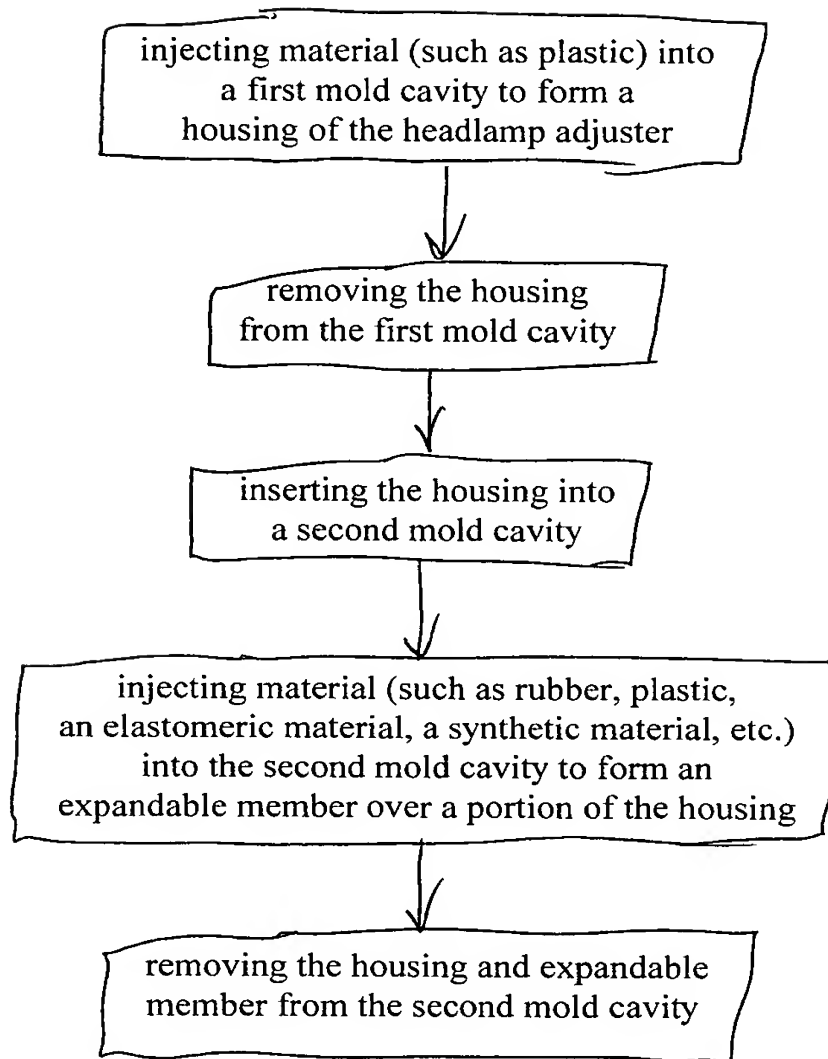 injecting material (such as plastic) into
a first mold cavity to form a
housing of the headlamp adjuster
removing the housing
from the first mold cavity
inserting the housing into
a second mold cavity
injecting material (such as rubber, plastic,
an elastomeric material, a synthetic material, etc.)
into the second mold cavity to form an
expandable member over a portion of the housing
removing the housing and expandable
member from the second mold cavity